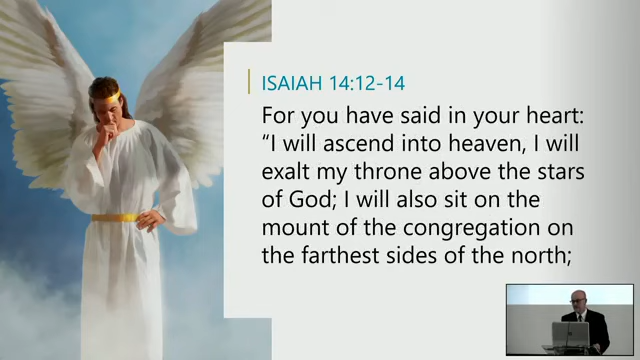 ISAIAH 14:12-14
For you have said in your heart:
“I will ascend into heaven, I will
exalt my throne above the stars
of God; I will also sit on the
mount of the congregation on
the farthest sides of the north;